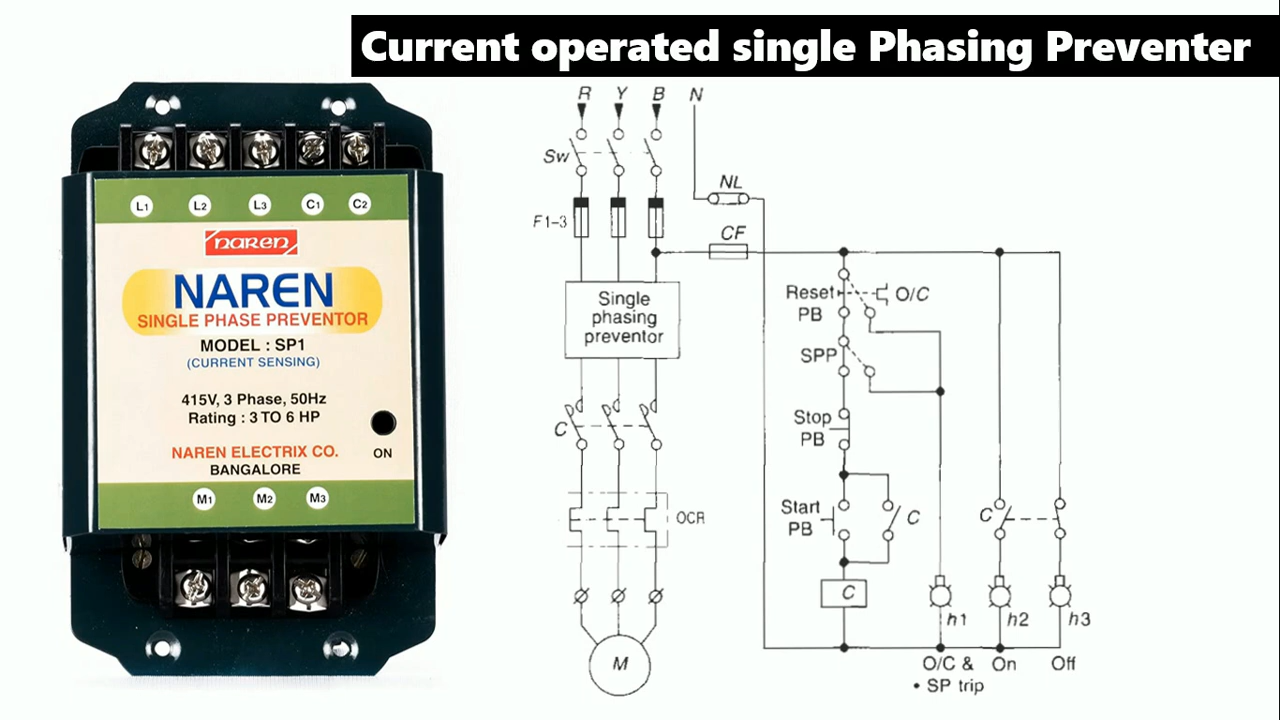 Current operated single Phasing Preventer
L1 L2 L3 C1 C2
naren
NAREN
SINGLE PHASE PREVENTOR
MODEL : SP1
(CURRENT SENSING)
415V, 3 Phase, 50Hz
Rating : 3 TO 6 HP
ON
NAREN ELECTRIX CO.
BANGALORE
M1 M2 M3
R Y B N
Sw
NL
F1-3
CF
Single
phasing
preventor
Reset
PB
O/C
SPP
Stop
PB
C
OCR
Start
PB
C
C
C
M
h1 h2 h3
O/C &
• SP trip
On
Off